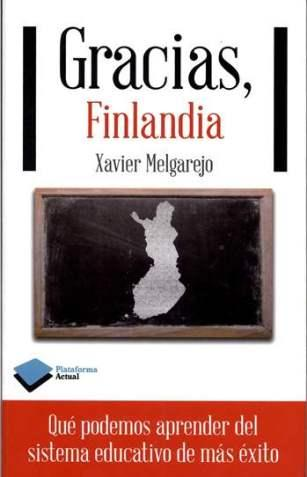 Gracias,
Finlandia
Xavier Melgarejo
Plataforma
Actual
Qué podemos aprender del
sistema educativo de más éxito